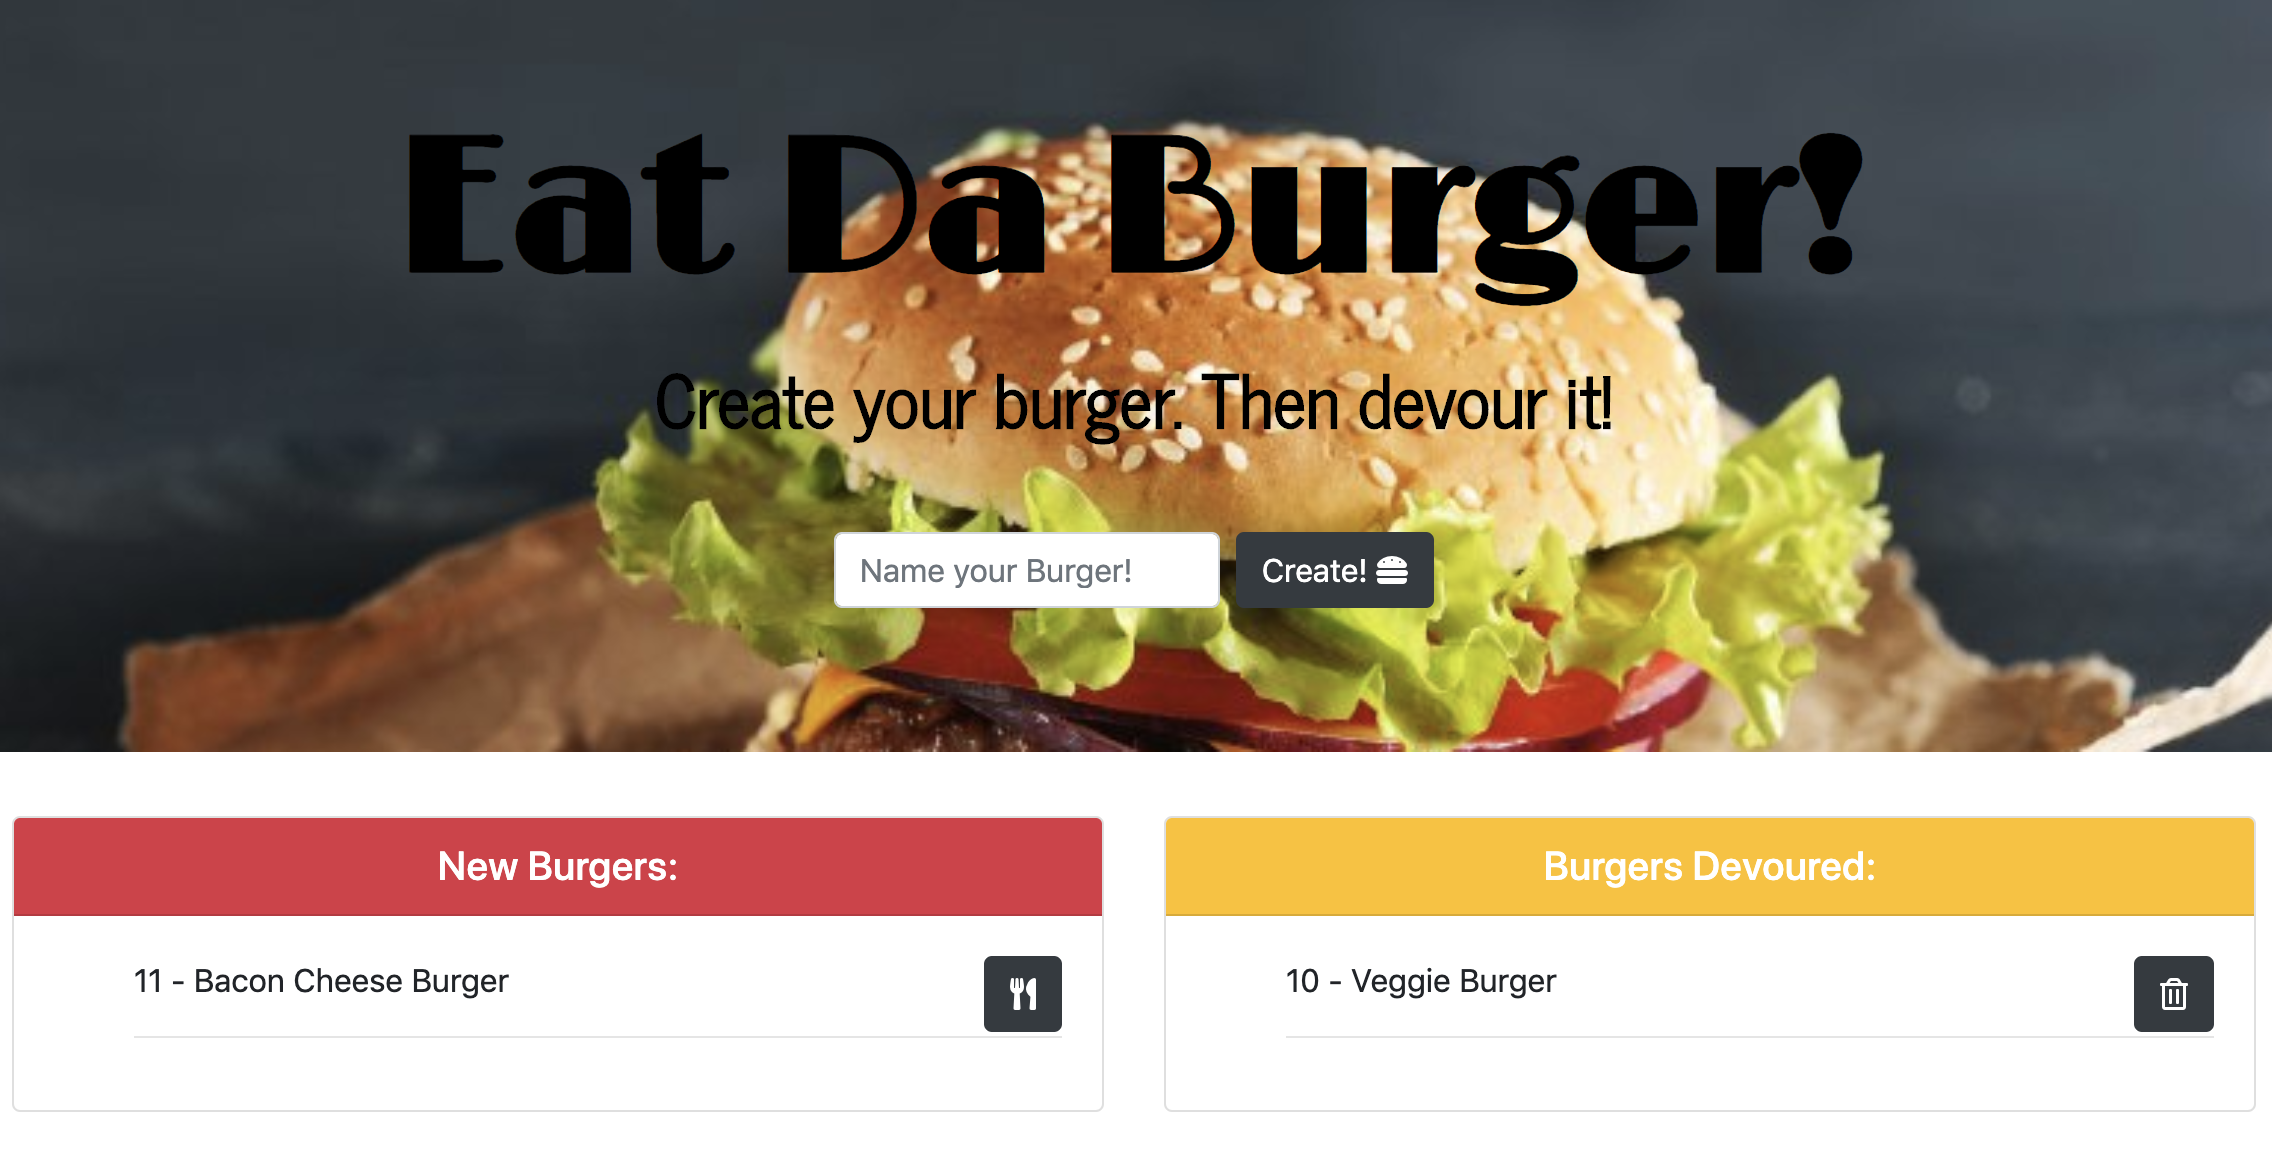 Eat Da Burger!
Create your burger. Then devour it!
Name your Burger!
Create!
New Burgers:
11 - Bacon Cheese Burger
Burgers Devoured:
10 - Veggie Burger